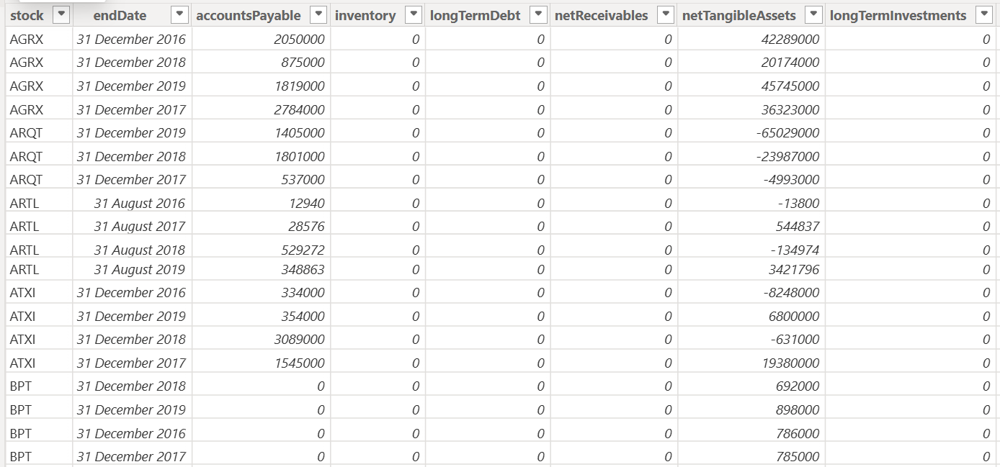 stock endDate accountsPayable inventory longTermDebt netReceivables netTangibleAssets longTermInvestments
AGRX 31 December 2016 2050000 0 0 0 42289000 0
AGRX 31 December 2018 875000 0 0 0 20174000 0
AGRX 31 December 2019 1819000 0 0 0 45745000 0
AGRX 31 December 2017 2784000 0 0 0 36323000 0
ARQT 31 December 2019 1405000 0 0 0 -65029000 0
ARQT 31 December 2018 1801000 0 0 0 -23987000 0
ARQT 31 December 2017 537000 0 0 0 -4993000 0
ARTL 31 August 2016 12940 0 0 0 -13800 0
ARTL 31 August 2017 28576 0 0 0 544837 0
ARTL 31 August 2018 529272 0 0 0 -134974 0
ARTL 31 August 2019 348863 0 0 0 3421796 0
ATXI 31 December 2016 334000 0 0 0 -8248000 0
ATXI 31 December 2019 354000 0 0 0 6800000 0
ATXI 31 December 2018 3089000 0 0 0 -631000 0
ATXI 31 December 2017 1545000 0 0 0 19380000 0
BPT 31 December 2018 0 0 0 0 692000 0
BPT 31 December 2019 0 0 0 0 898000 0
BPT 31 December 2016 0 0 0 0 786000 0
BPT 31 December 2017 0 0 0 0 785000 0